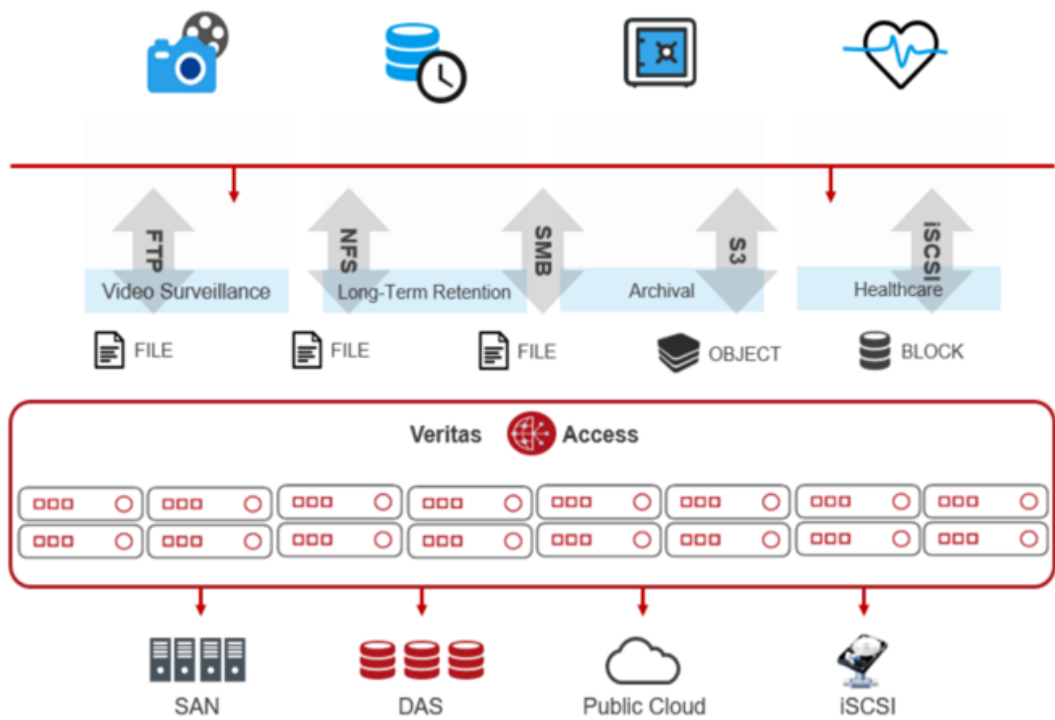 FTP
NFS
SMB
S3
iSCSI
Video Surveillance
Long-Term Retention
Archival
Healthcare
FILE
FILE
FILE
OBJECT
BLOCK
Veritas Access
SAN
DAS
Public Cloud
iSCSI